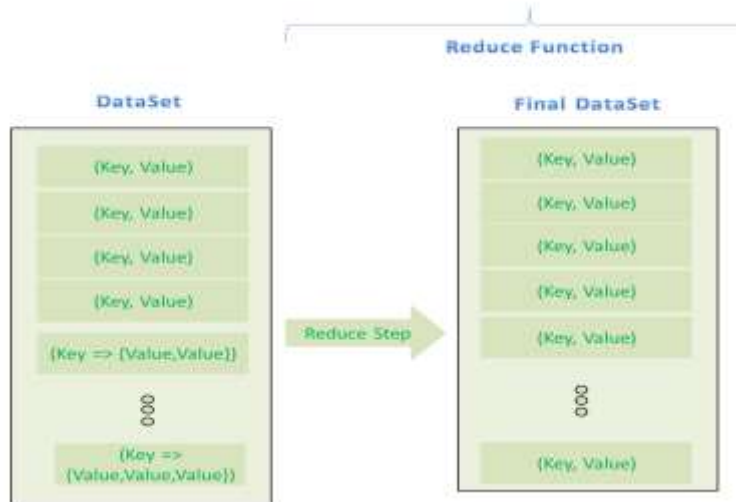 Reduce Function
DataSet
(Key, Value)
(Key, Value)
(Key, Value)
(Key, Value)
(Key => {Value,Value})
(Key =>
{Value,Value,Value})
Reduce Step
Final DataSet
(Key, Value)
(Key, Value)
(Key, Value)
(Key, Value)
(Key, Value)
(Key, Value)